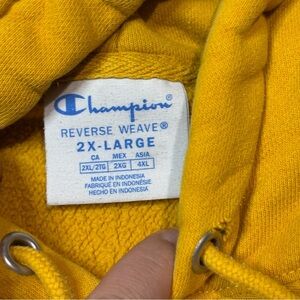 Champion®
REVERSE WEAVE®
2X-LARGE
CA MEX ASIA
2XL/2TG 2XG 4XL
MADE IN INDONESIA
FABRIQUÉ EN INDONÉSIE
HECHO EN INDONESIA